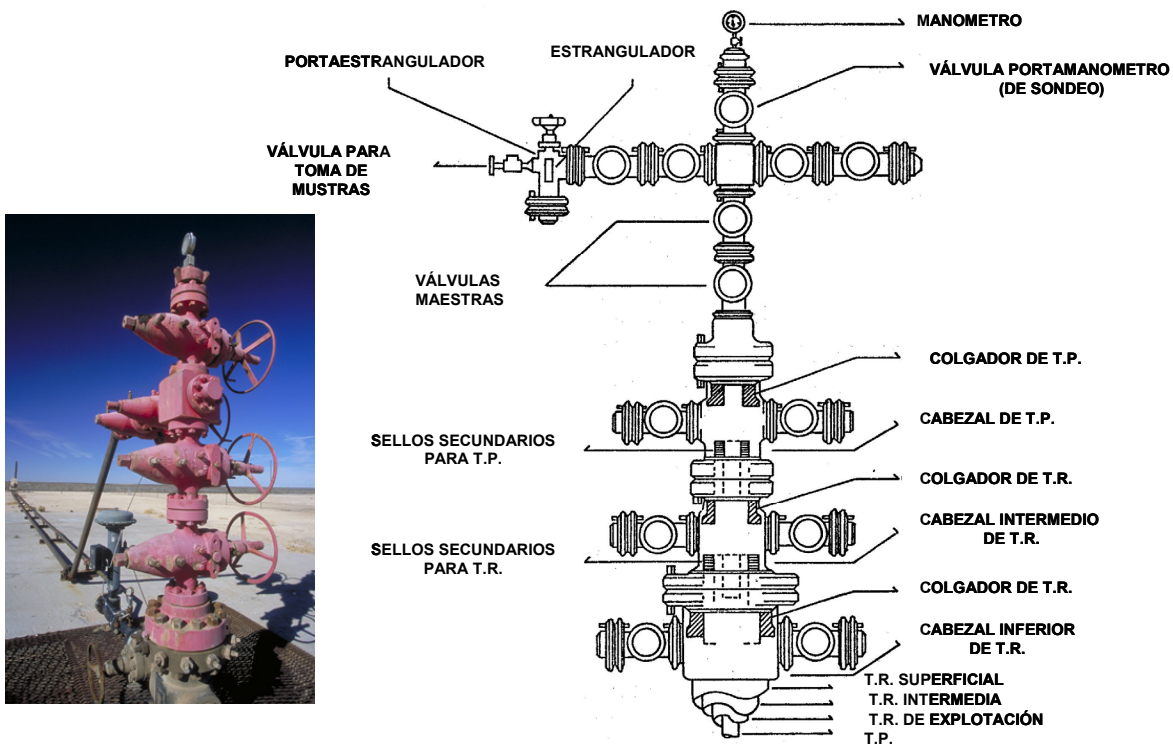 MANOMETRO
PORTAESTRANGULADOR
ESTRANGULADOR
VÁLVULA PORTAMANOMETRO
(DE SONDEO)
VÁLVULA PARA
TOMA DE
MUSTRAS
VÁLVULAS
MAESTRAS
COLGADOR DE T.P.
CABEZAL DE T.P.
SELLOS SECUNDARIOS
PARA T.P.
COLGADOR DE T.R.
CABEZAL INTERMEDIO
DE T.R.
SELLOS SECUNDARIOS
PARA T.R.
COLGADOR DE T.R.
CABEZAL INFERIOR
DE T.R.
T.R. SUPERFICIAL
T.R. INTERMEDIA
T.R. DE EXPLOTACIÓN
T.P.